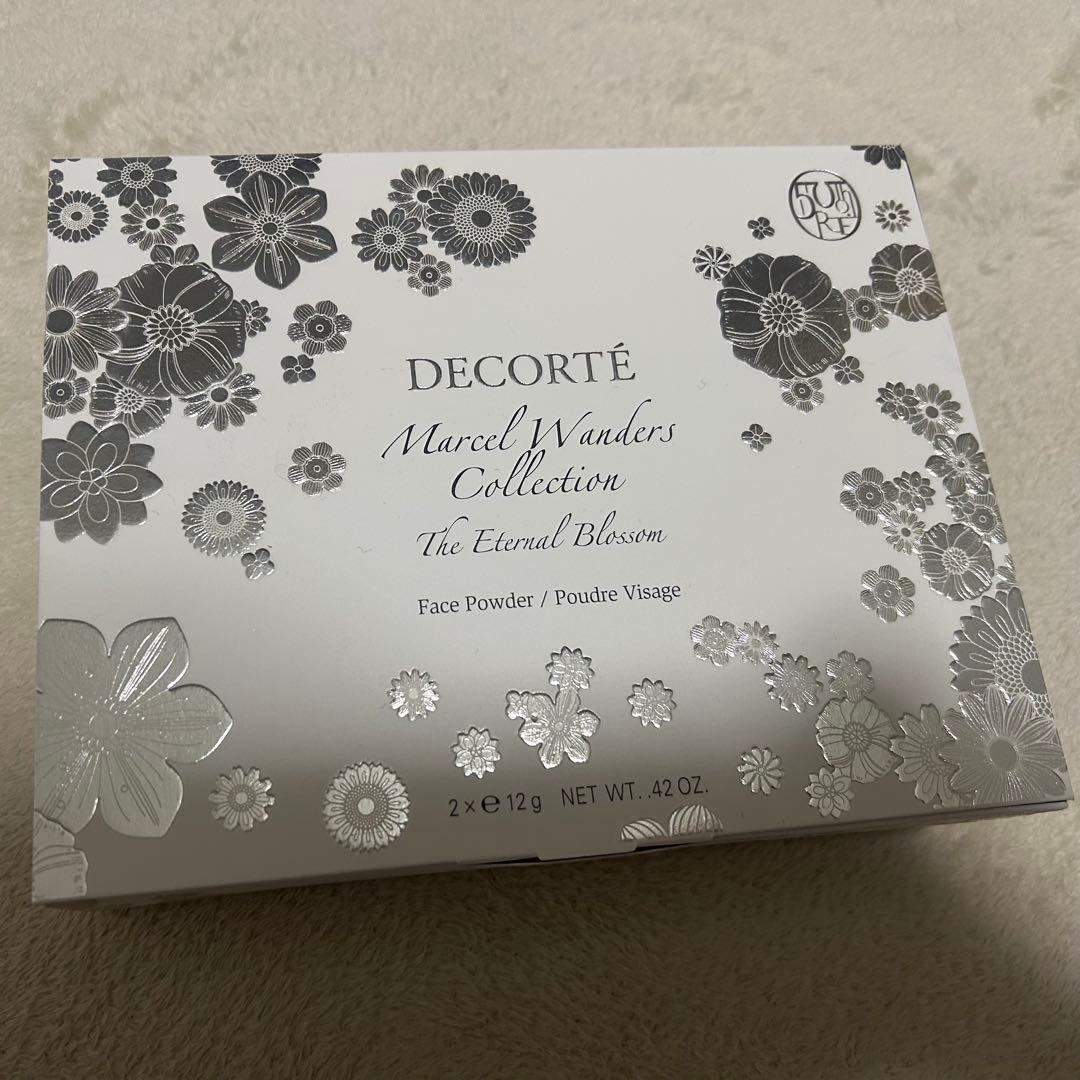 DECORTÉ
Marcel Wanders
Collection
The Eternal Blossom
Face Powder / Poudre Visage
2 x ℮ 12 g NET WT. .42 OZ.